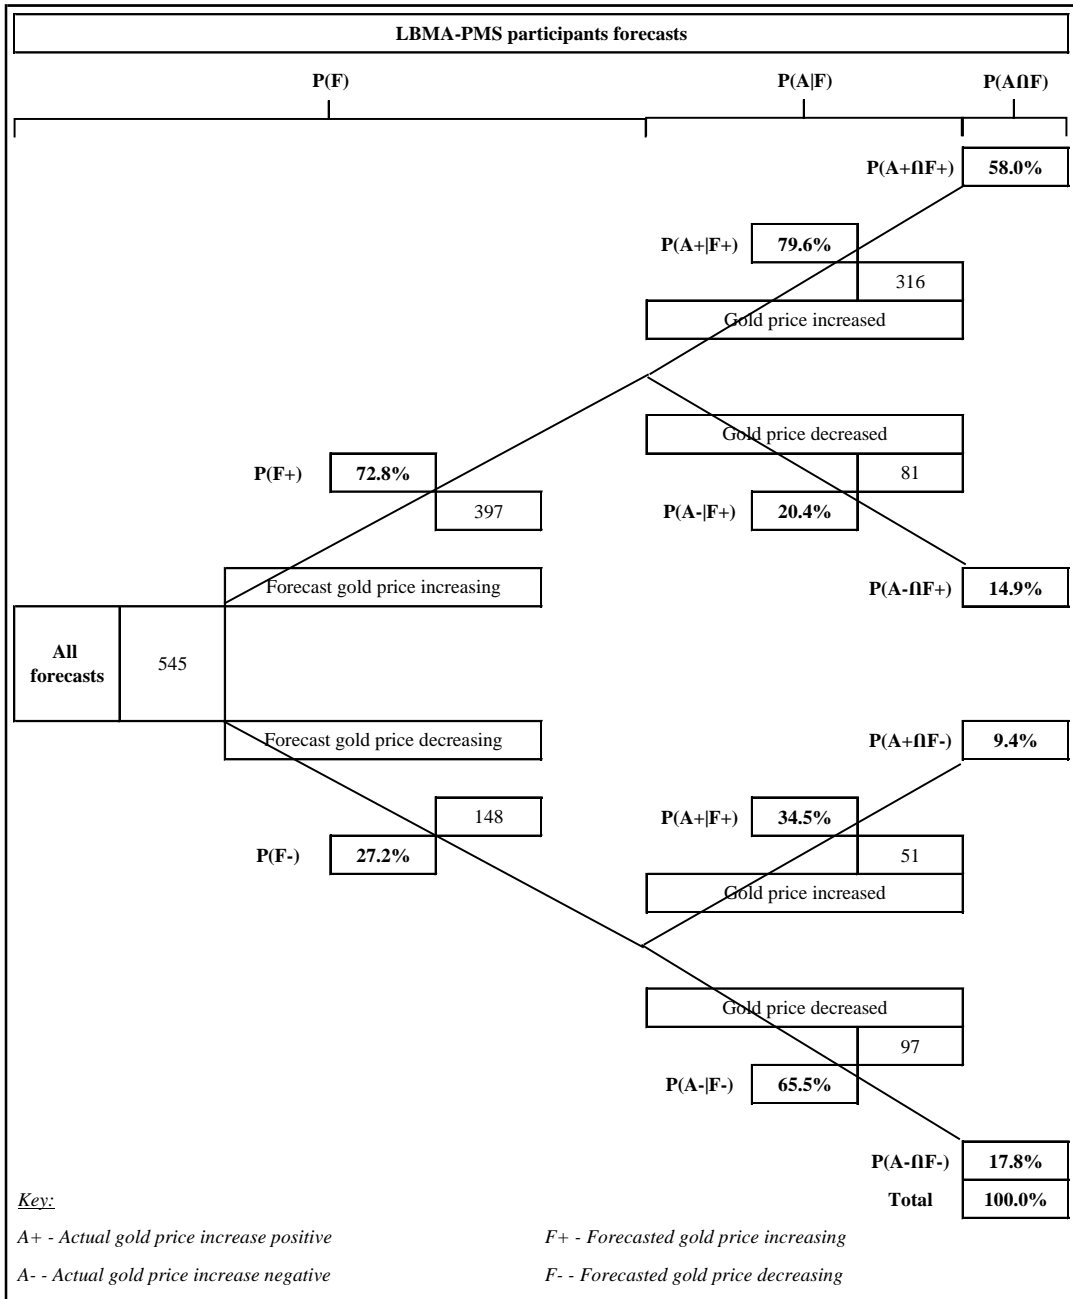 LBMA-PMS participants forecasts
P(F) P(A|F) P(A∩F)
P(A+∩F+) 58.0%
P(A+|F+) 79.6%
316
Gold price increased
Gold price decreased
P(F+) 72.8% 81
397 P(A-|F+) 20.4%
Forecast gold price increasing P(A-∩F+) 14.9%
All
forecasts
545
Forecast gold price decreasing P(A+∩F-) 9.4%
148 P(A+|F+) 34.5%
P(F-) 27.2% 51
Gold price increased
Gold price decreased
97
P(A-|F-) 65.5%
P(A-∩F-) 17.8%
Total 100.0%
Key:
A+ - Actual gold price increase positive F+ - Forecasted gold price increasing
A- - Actual gold price increase negative F- - Forecasted gold price decreasing